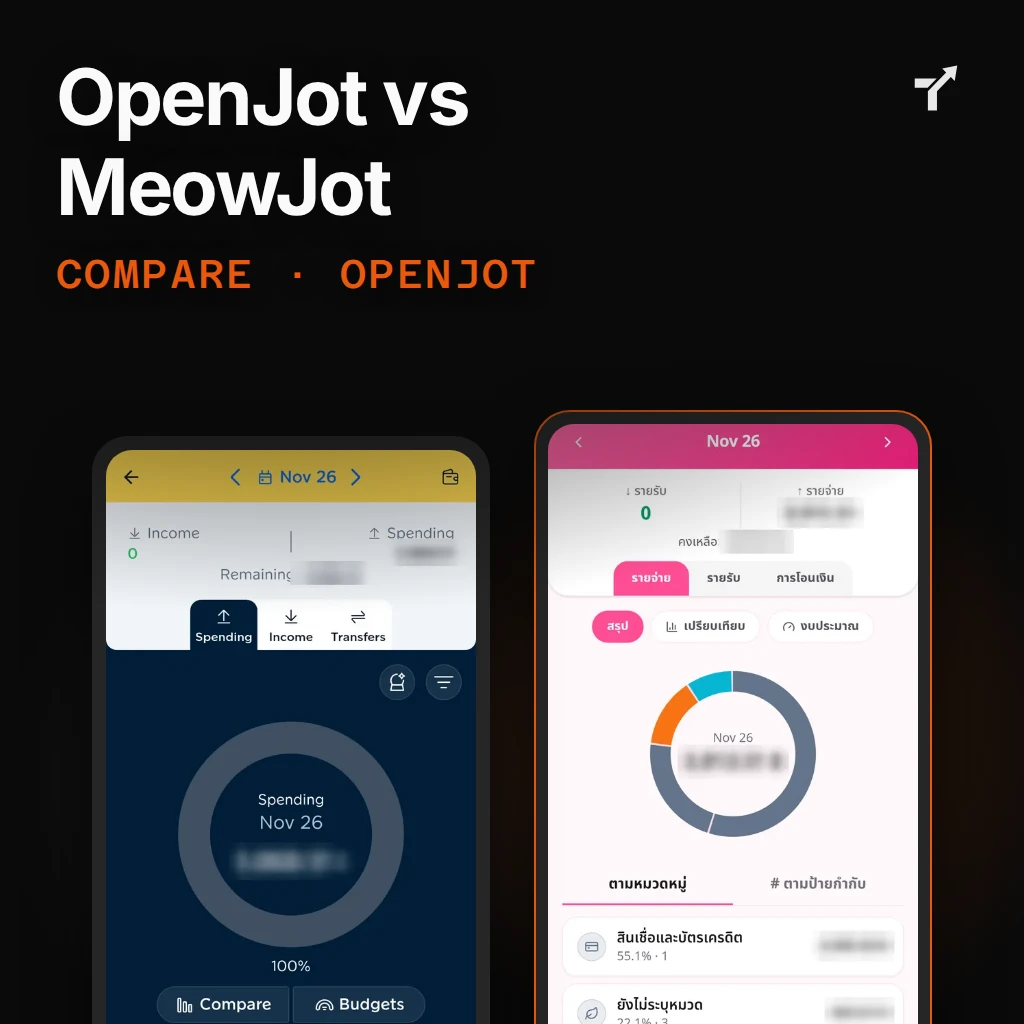 OpenJot vs
MeowJot
COMPARE · OPENJOT
Nov 26
Income
Spending
0
Remaining
Spending
Income
Transfers
Spending
Nov 26
100%
Compare
Budgets
Nov 26
↓ รายรับ
↑ รายจ่าย
0
คงเหลือ
รายจ่าย
รายรับ
การโอนเงิน
สรุป
เปรียบเทียบ
งบประมาณ
Nov 26
ตามหมวดหมู่
# ตามป้ายกำกับ
สินเชื่อและบัตรเครดิต
55.1% · 1
ยังไม่ระบุหมวด
22.1% · 3